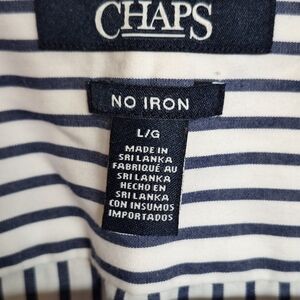 CHAPS
NO IRON
L/G
MADE IN
SRI LANKA
FABRIQUÉ AU
SRI LANKA
HECHO EN
SRI LANKA
CON INSUMOS
IMPORTADOS